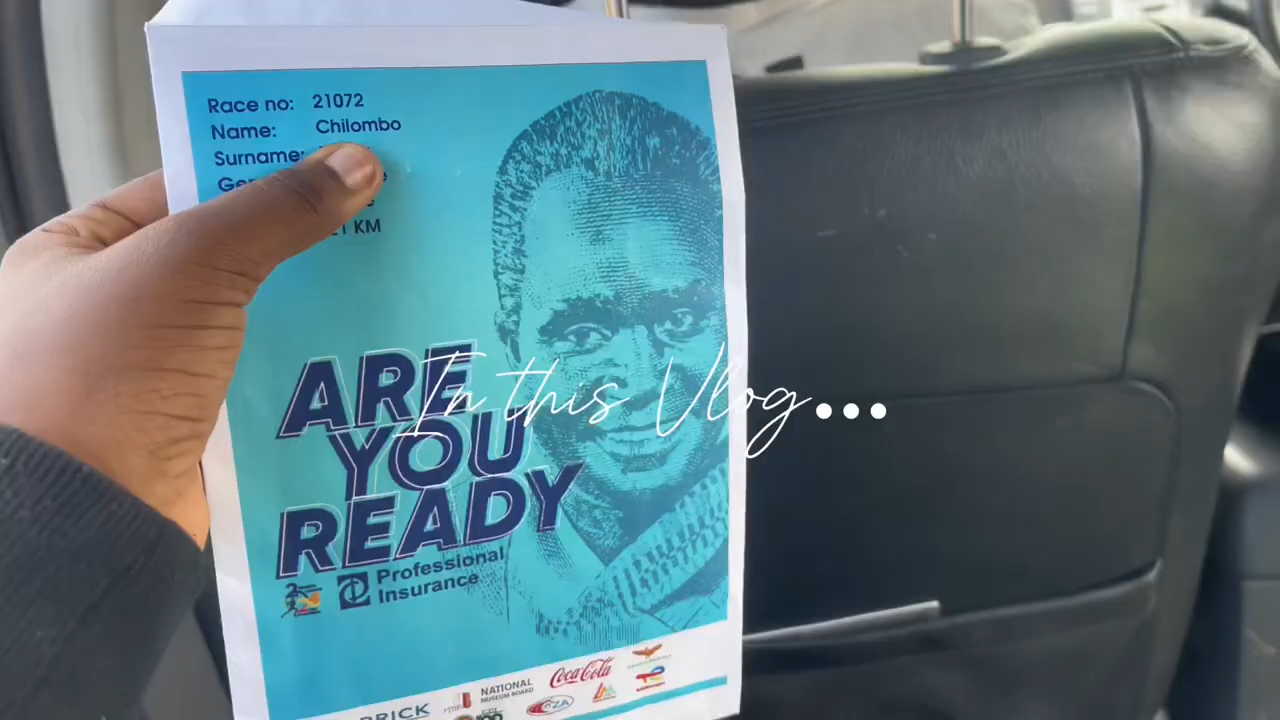 Race no: 21072
Name: Chilombo
Surname:
21 KM
ARE
YOU
READY
In this Vlog...
Professional
Insurance
Coca-Cola
NATIONAL
MUSEUM BOARD